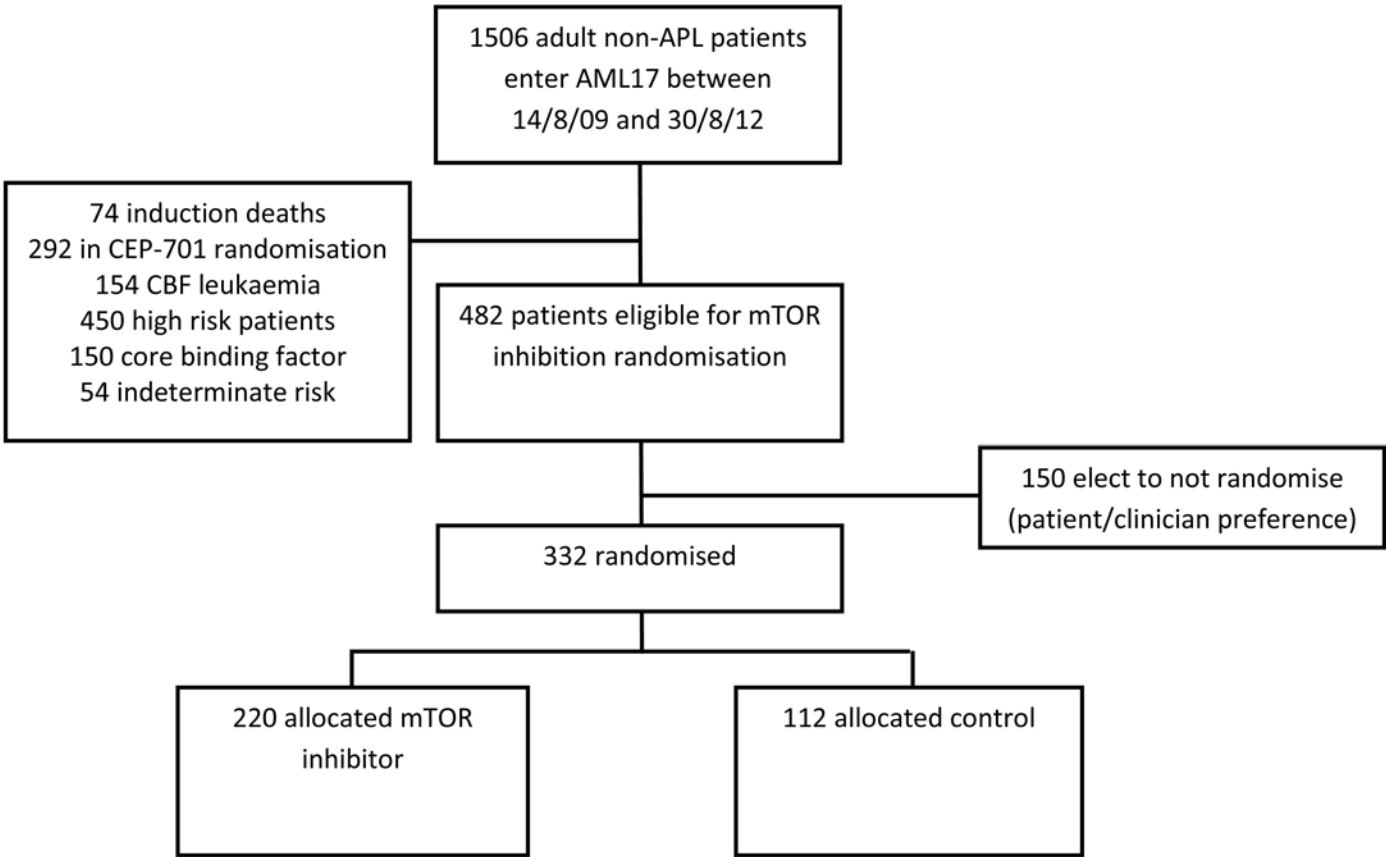 1506 adult non-APL patients
enter AML17 between
14/8/09 and 30/8/12
74 induction deaths
292 in CEP-701 randomisation
154 CBF leukaemia
450 high risk patients
150 core binding factor
54 indeterminate risk
482 patients eligible for mTOR
inhibition randomisation
150 elect to not randomise
(patient/clinician preference)
332 randomised
220 allocated mTOR
inhibitor
112 allocated control